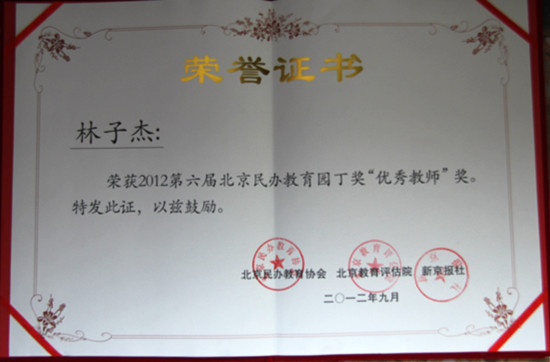 荣誉证书
林子杰:
荣获2012第六届北京民办教育园丁奖“优秀教师”奖。
特发此证，以兹鼓励。
北京民办教育协会 北京教育评估院 新京报社
二〇一二年九月